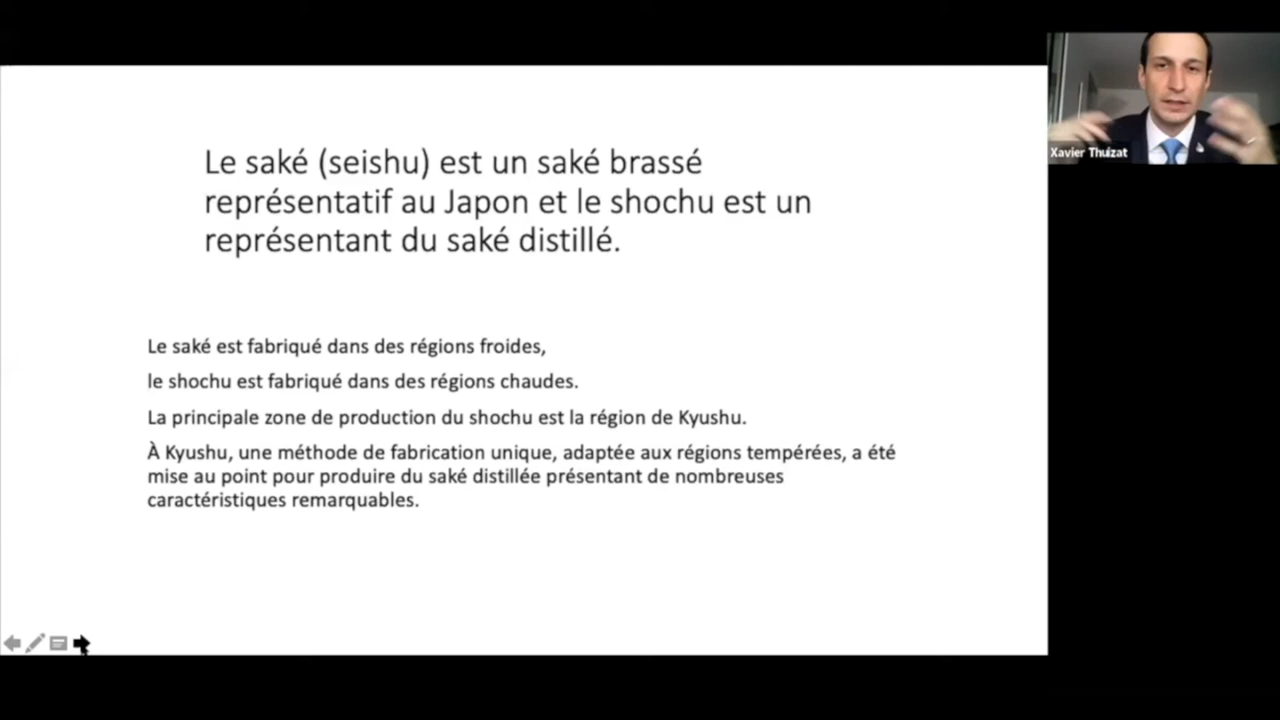 Le saké (seishu) est un saké brassé
représentatif au Japon et le shochu est un
représentant du saké distillé.
Le saké est fabriqué dans des régions froides,
le shochu est fabriqué dans des régions chaudes.
La principale zone de production du shochu est la région de Kyushu.
À Kyushu, une méthode de fabrication unique, adaptée aux régions tempérées, a été
mise au point pour produire du saké distillée présentant de nombreuses
caractéristiques remarquables.
Xavier Thuizat